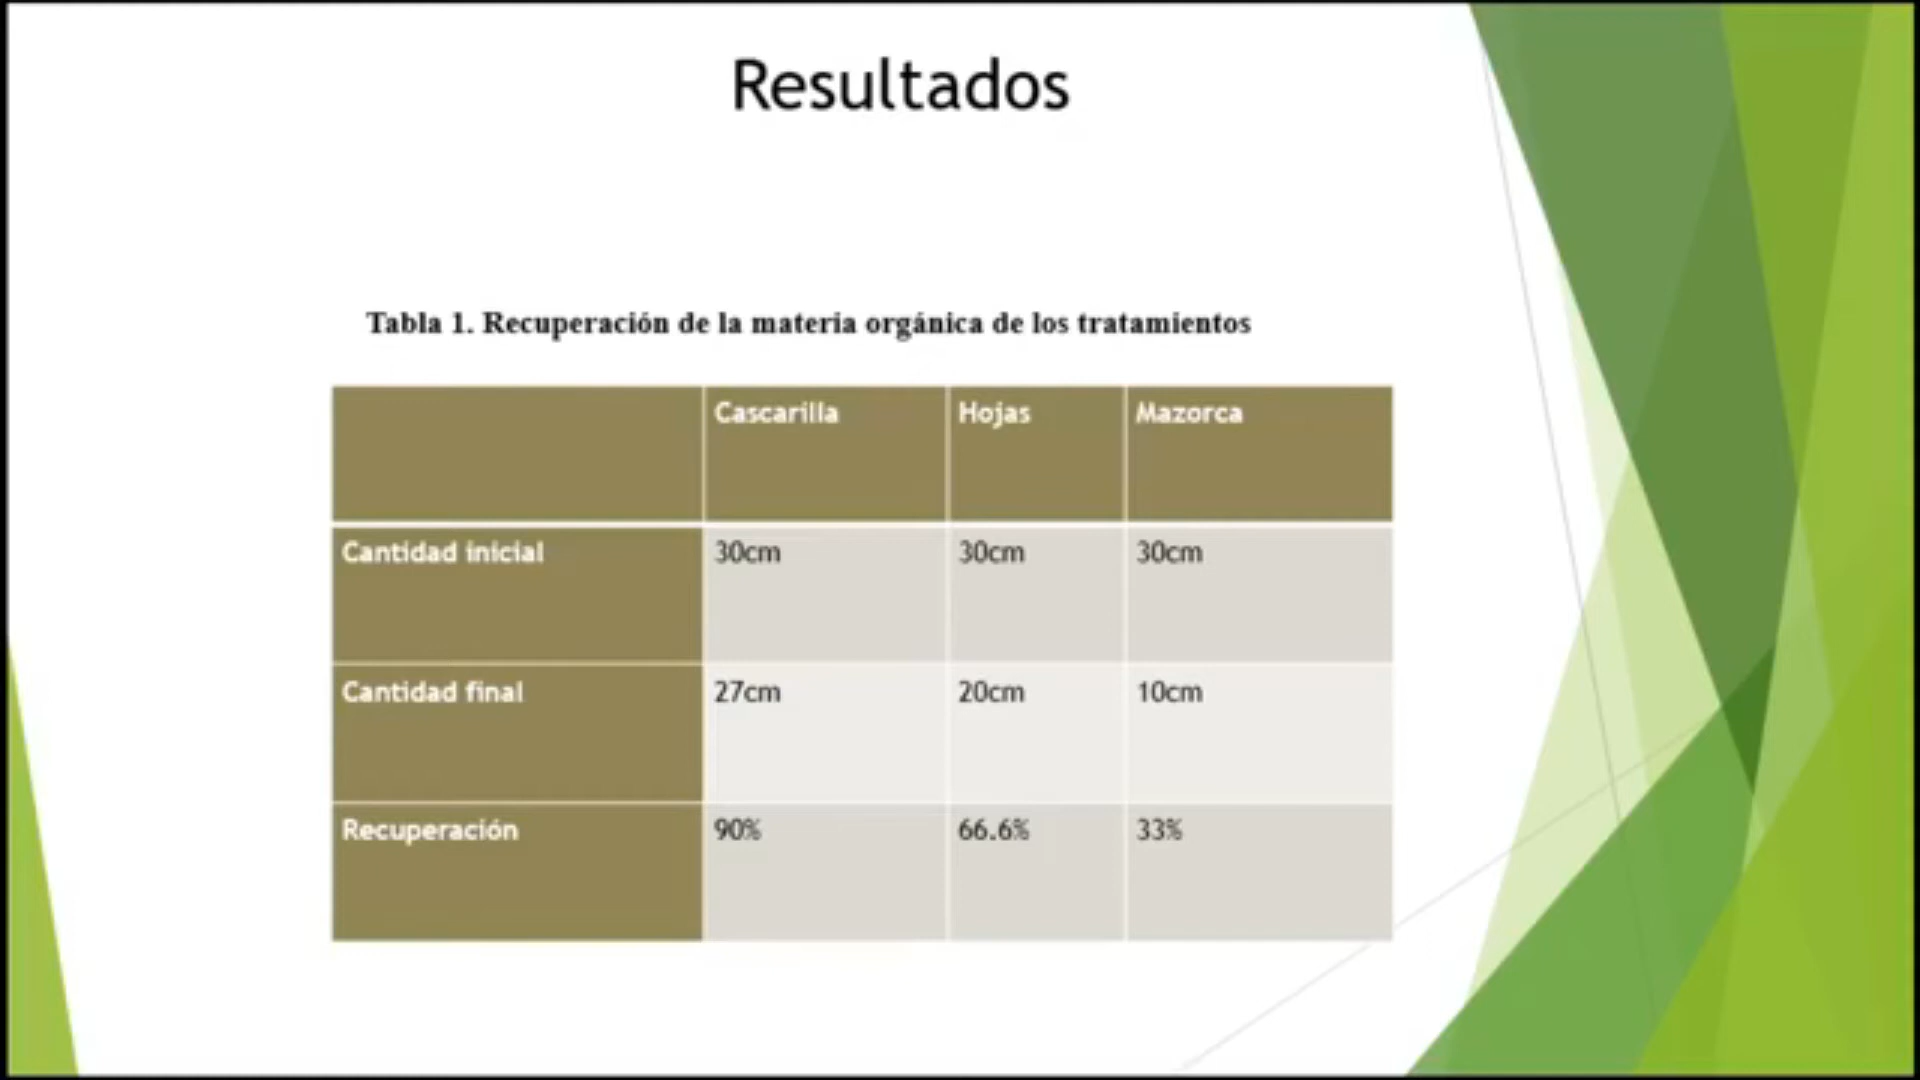 Resultados
Tabla 1. Recuperación de la materia orgánica de los tratamientos
Cascarilla Hojas Mazorca
Cantidad inicial 30cm 30cm 30cm
Cantidad final 27cm 20cm 10cm
Recuperación 90% 66.6% 33%